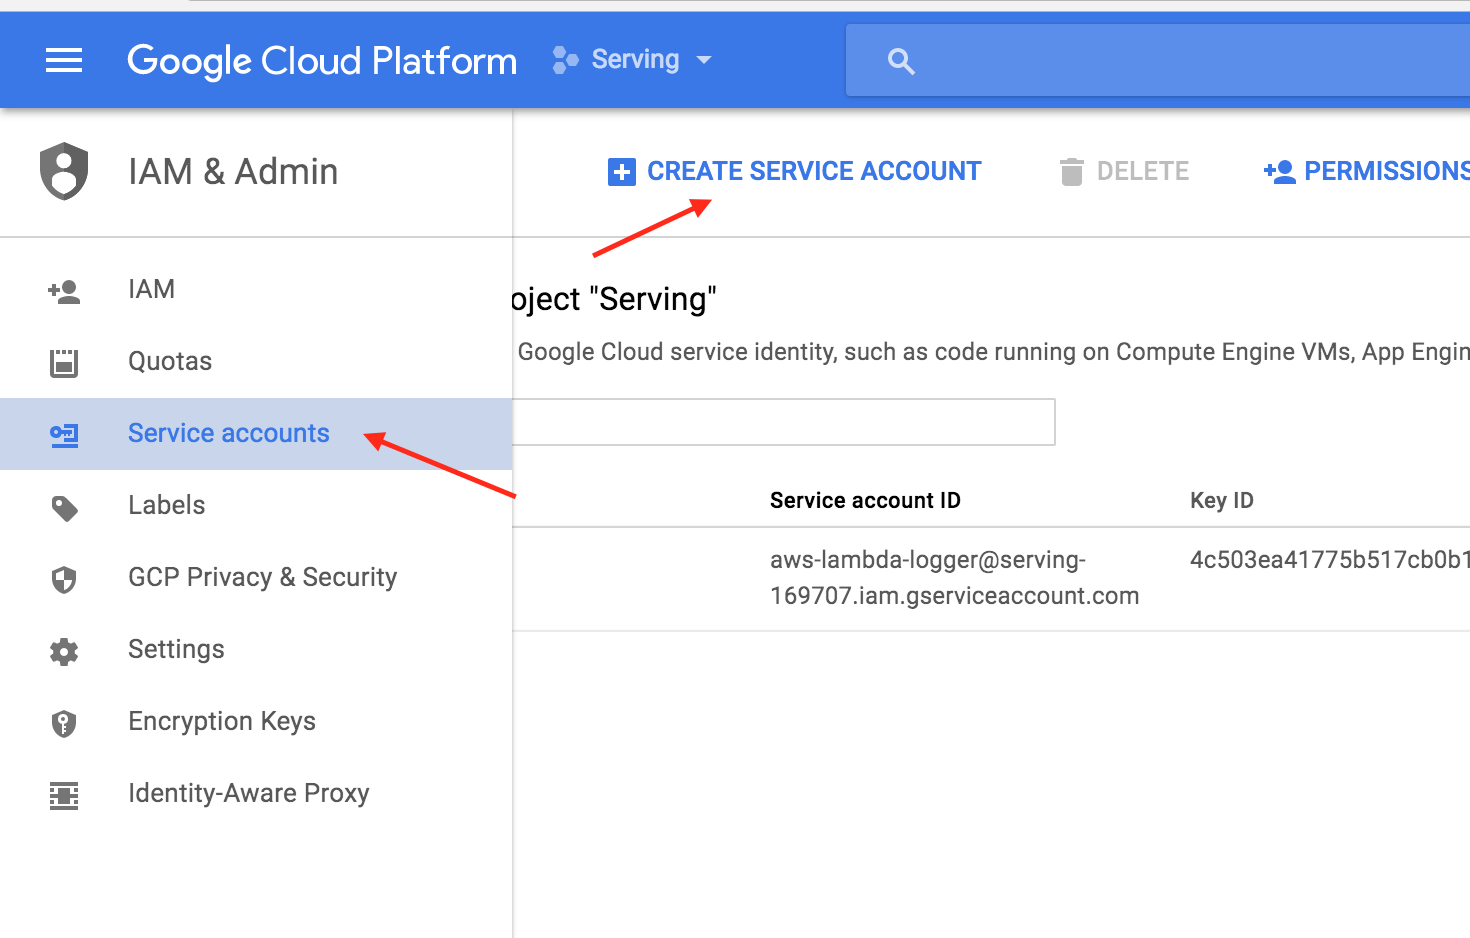 Google Cloud Platform
Serving
IAM & Admin
CREATE SERVICE ACCOUNT
DELETE
PERMISSIONS
IAM
Quotas
Service accounts
Labels
GCP Privacy & Security
Settings
Encryption Keys
Identity-Aware Proxy
oject "Serving"
Google Cloud service identity, such as code running on Compute Engine VMs, App Engin
Service account ID
Key ID
aws-lambda-logger@serving-
169707.iam.gserviceaccount.com
4c503ea41775b517cb0b1